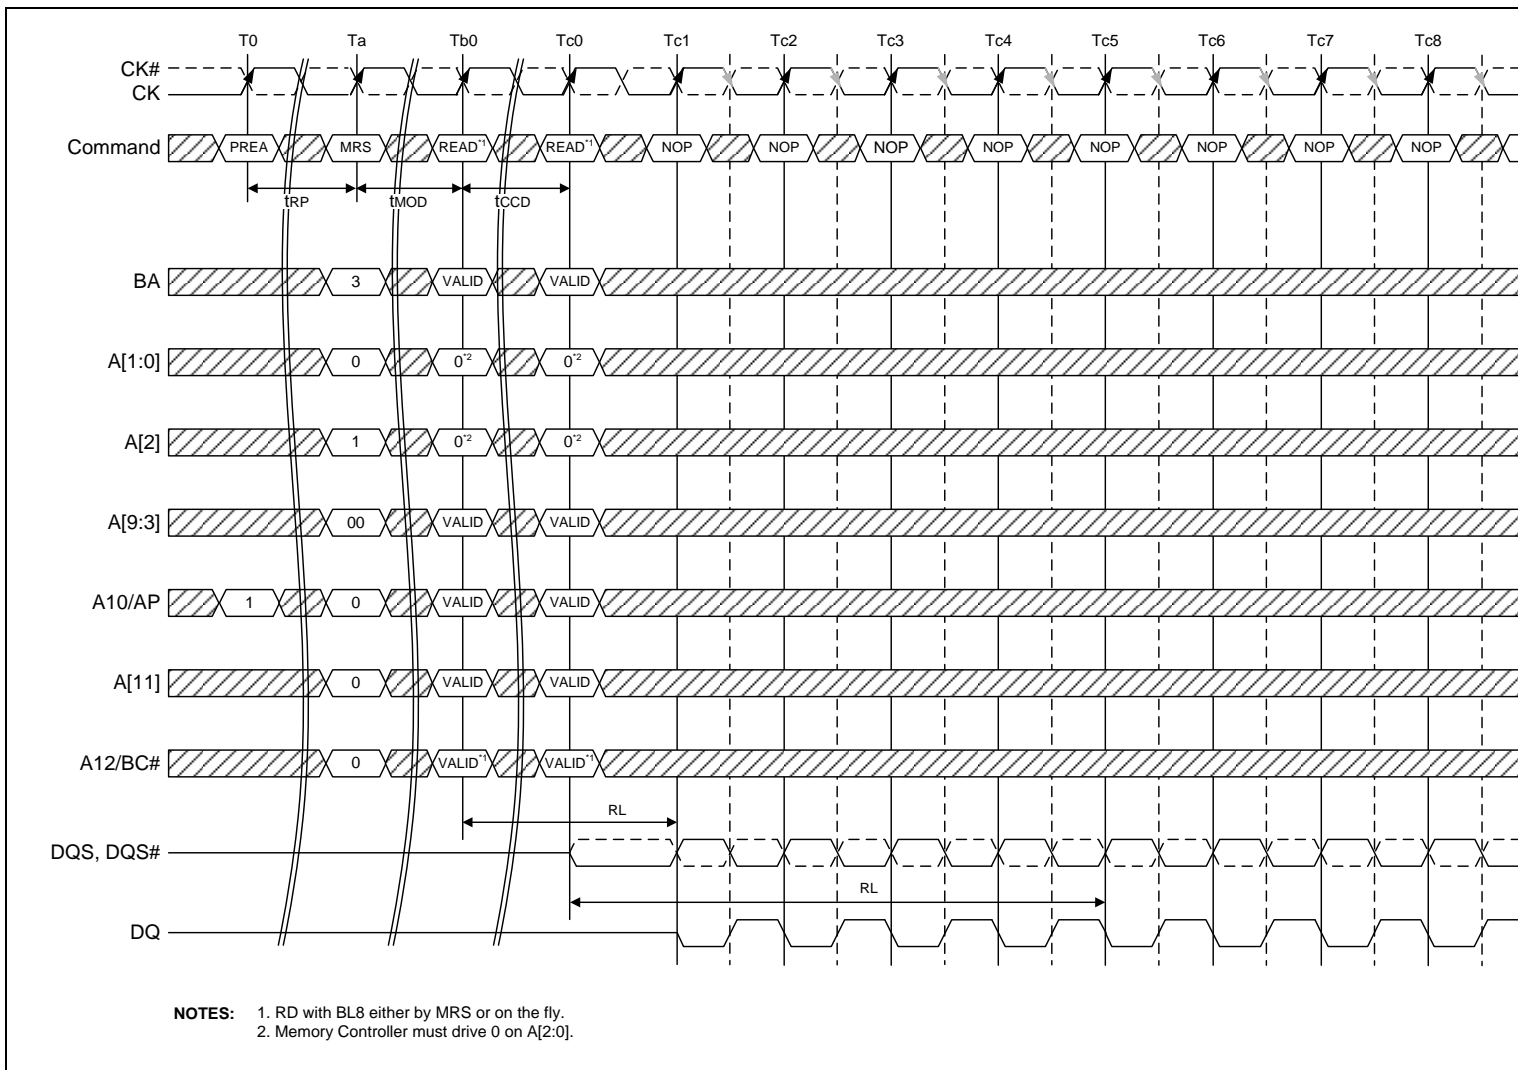 T0 Ta Tb0 Tc0 Tc1 Tc2 Tc3 Tc4 Tc5 Tc6 Tc7 Tc8
CK#
CK
Command PREA MRS READ*1 READ*1 NOP NOP NOP NOP NOP NOP NOP NOP
tRP tMOD tCCD
BA 3 VALID VALID
A[1:0] 0 0*2 0*2
A[2] 1 0*2 0*2
A[9:3] 00 VALID VALID
A10/AP 1 0 VALID VALID
A[11] 0 VALID VALID
A12/BC# 0 VALID*1 VALID*1
RL
DQS, DQS#
RL
DQ
NOTES: 1. RD with BL8 either by MRS or on the fly.
2. Memory Controller must drive 0 on A[2:0].